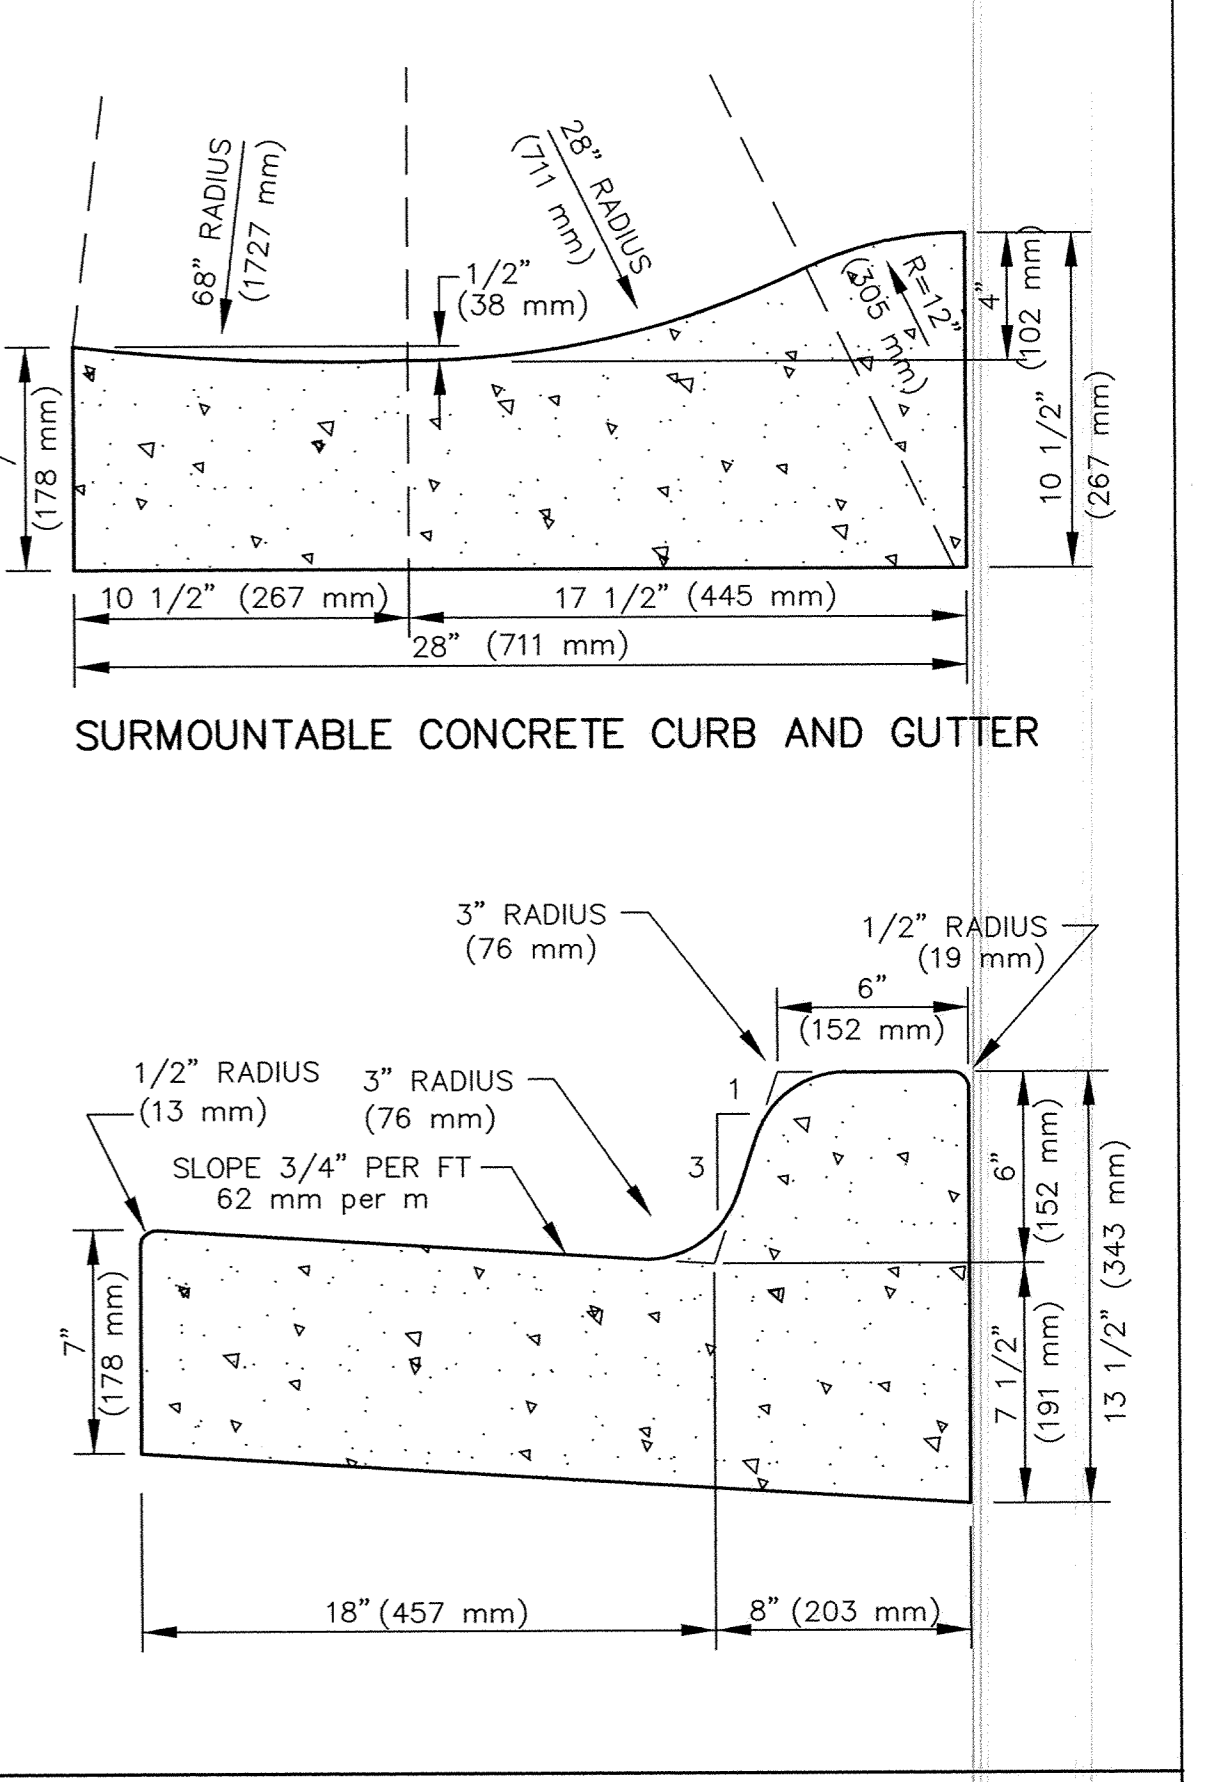 68” RADIUS
(1727 mm)
28” RADIUS
(711 mm)
1/2”
(38 mm)
R=12”
(305 mm)
4”
(102 mm)
10 1/2”
(267 mm)
(178 mm)
10 1/2” (267 mm)
17 1/2” (445 mm)
28” (711 mm)
SURMOUNTABLE CONCRETE CURB AND GUTTER
3” RADIUS
(76 mm)
1/2” RADIUS
(19 mm)
6”
(152 mm)
1/2” RADIUS
(13 mm)
3” RADIUS
(76 mm)
SLOPE 3/4” PER FT
62 mm per m
1
3
6”
(152 mm)
7”
(178 mm)
7 1/2”
(191 mm)
13 1/2” (343 mm)
18” (457 mm)
8” (203 mm)